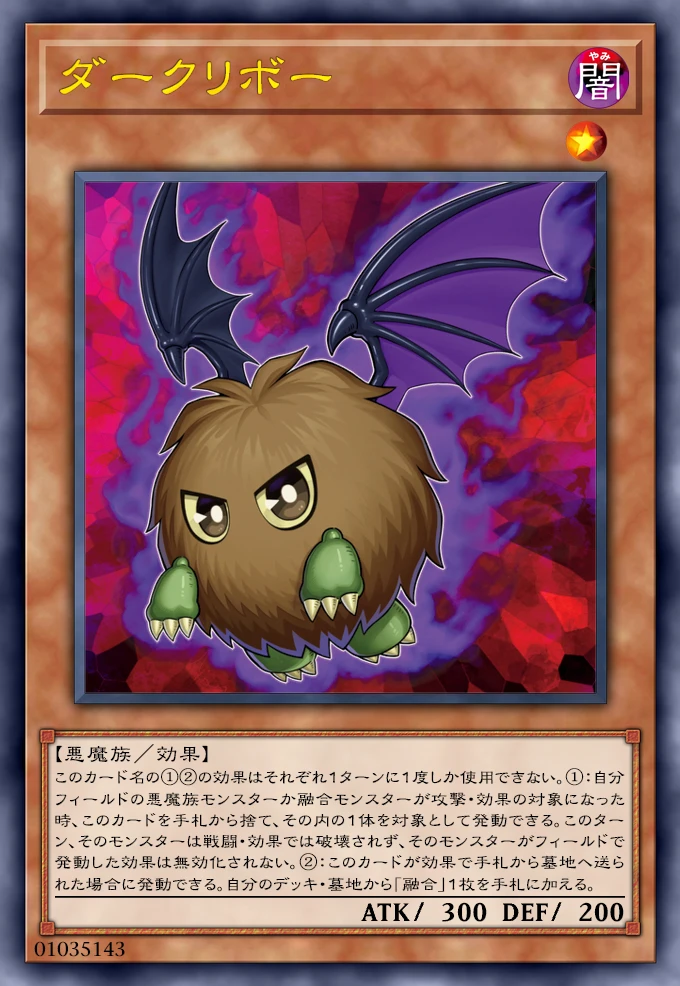 ダークリボー
やみ
闇
【悪魔族／効果】
このカード名の①②の効果はそれぞれ1ターンに1度しか使用できない。①：自分
フィールドの悪魔族モンスターか融合モンスターが攻撃・効果の対象になった
時、このカードを手札から捨て、その内の1体を対象として発動できる。このター
ン、そのモンスターは戦闘・効果では破壊されず、そのモンスターがフィールドで
発動した効果は無効化されない。②：このカードが効果で手札から墓地へ送ら
れた場合に発動できる。自分のデッキ・墓地から「融合」1枚を手札に加える。
ATK/ 300 DEF/ 200
01035143